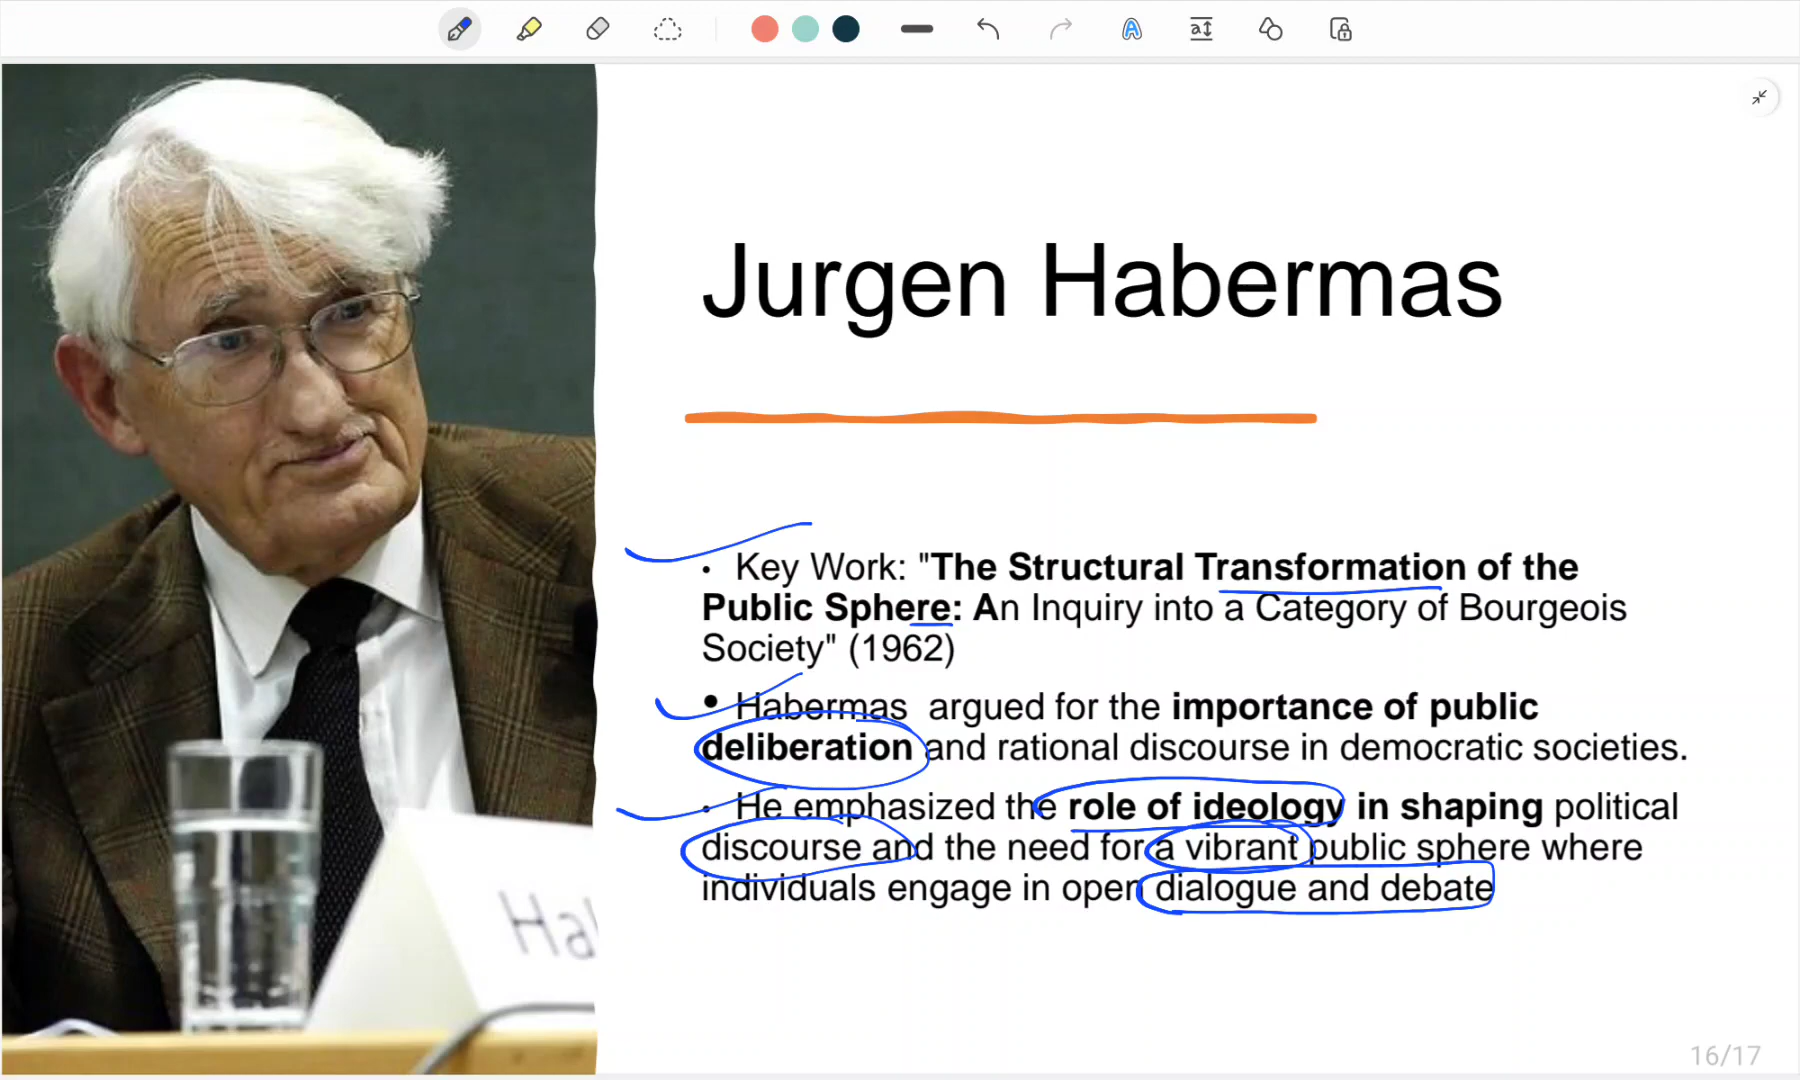 Jurgen Habermas
• Key Work: "The Structural Transformation of the
Public Sphere: An Inquiry into a Category of Bourgeois
Society" (1962)
• Habermas argued for the importance of public
deliberation and rational discourse in democratic societies.
• He emphasized the role of ideology in shaping political
discourse and the need for a vibrant public sphere where
individuals engage in open dialogue and debate
Hal
16/17